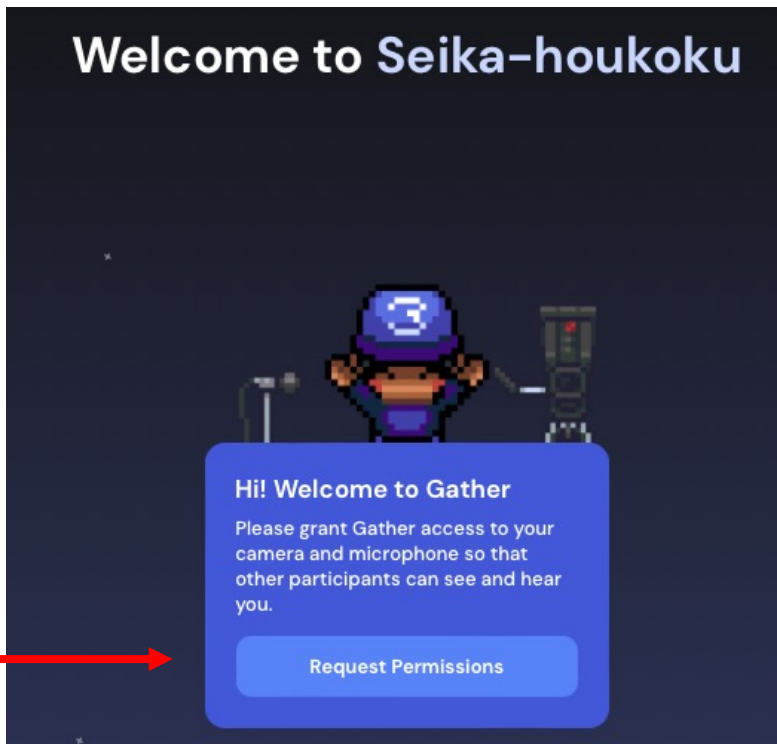 Welcome to Seika-houkoku
Hi! Welcome to Gather
Please grant Gather access to your
camera and microphone so that
other participants can see and hear
you.
Request Permissions